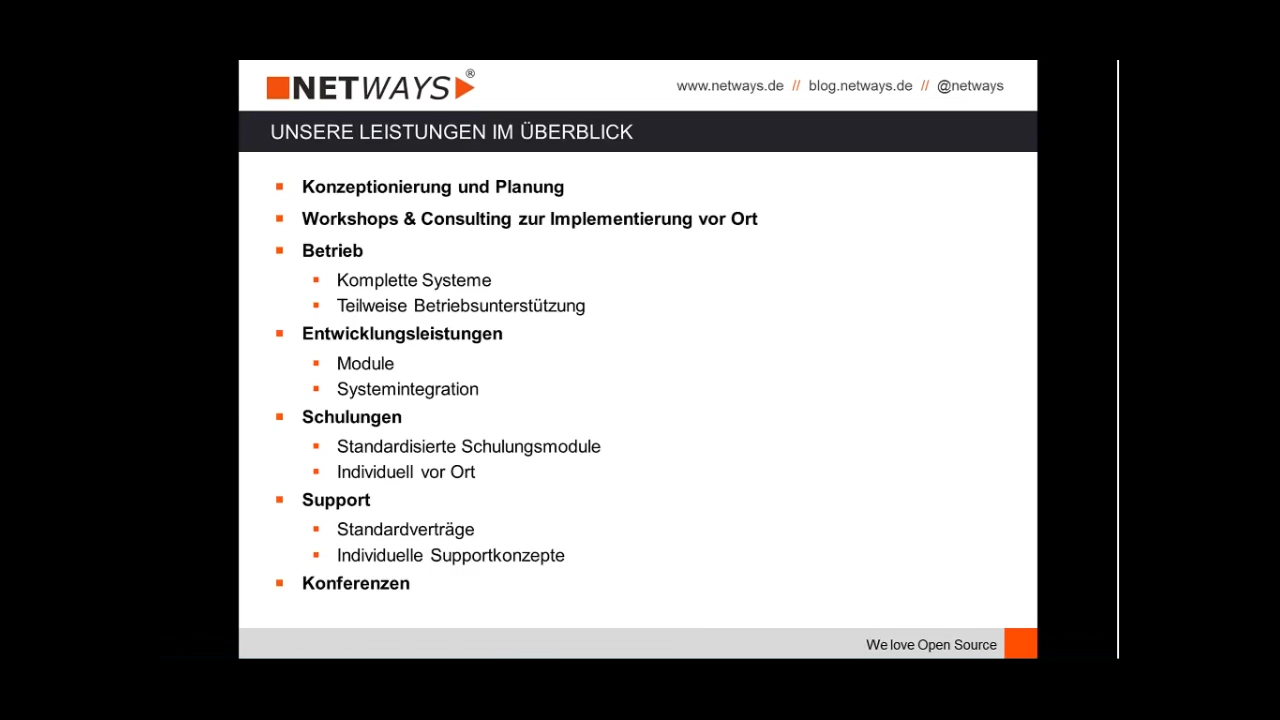 NETWAYS®
www.netways.de // blog.netways.de // @netways
UNSERE LEISTUNGEN IM ÜBERBLICK
Konzeptionierung und Planung
Workshops & Consulting zur Implementierung vor Ort
Betrieb
Komplette Systeme
Teilweise Betriebsunterstützung
Entwicklungsleistungen
Module
Systemintegration
Schulungen
Standardisierte Schulungsmodule
Individuell vor Ort
Support
Standardverträge
Individuelle Supportkonzepte
Konferenzen
We love Open Source